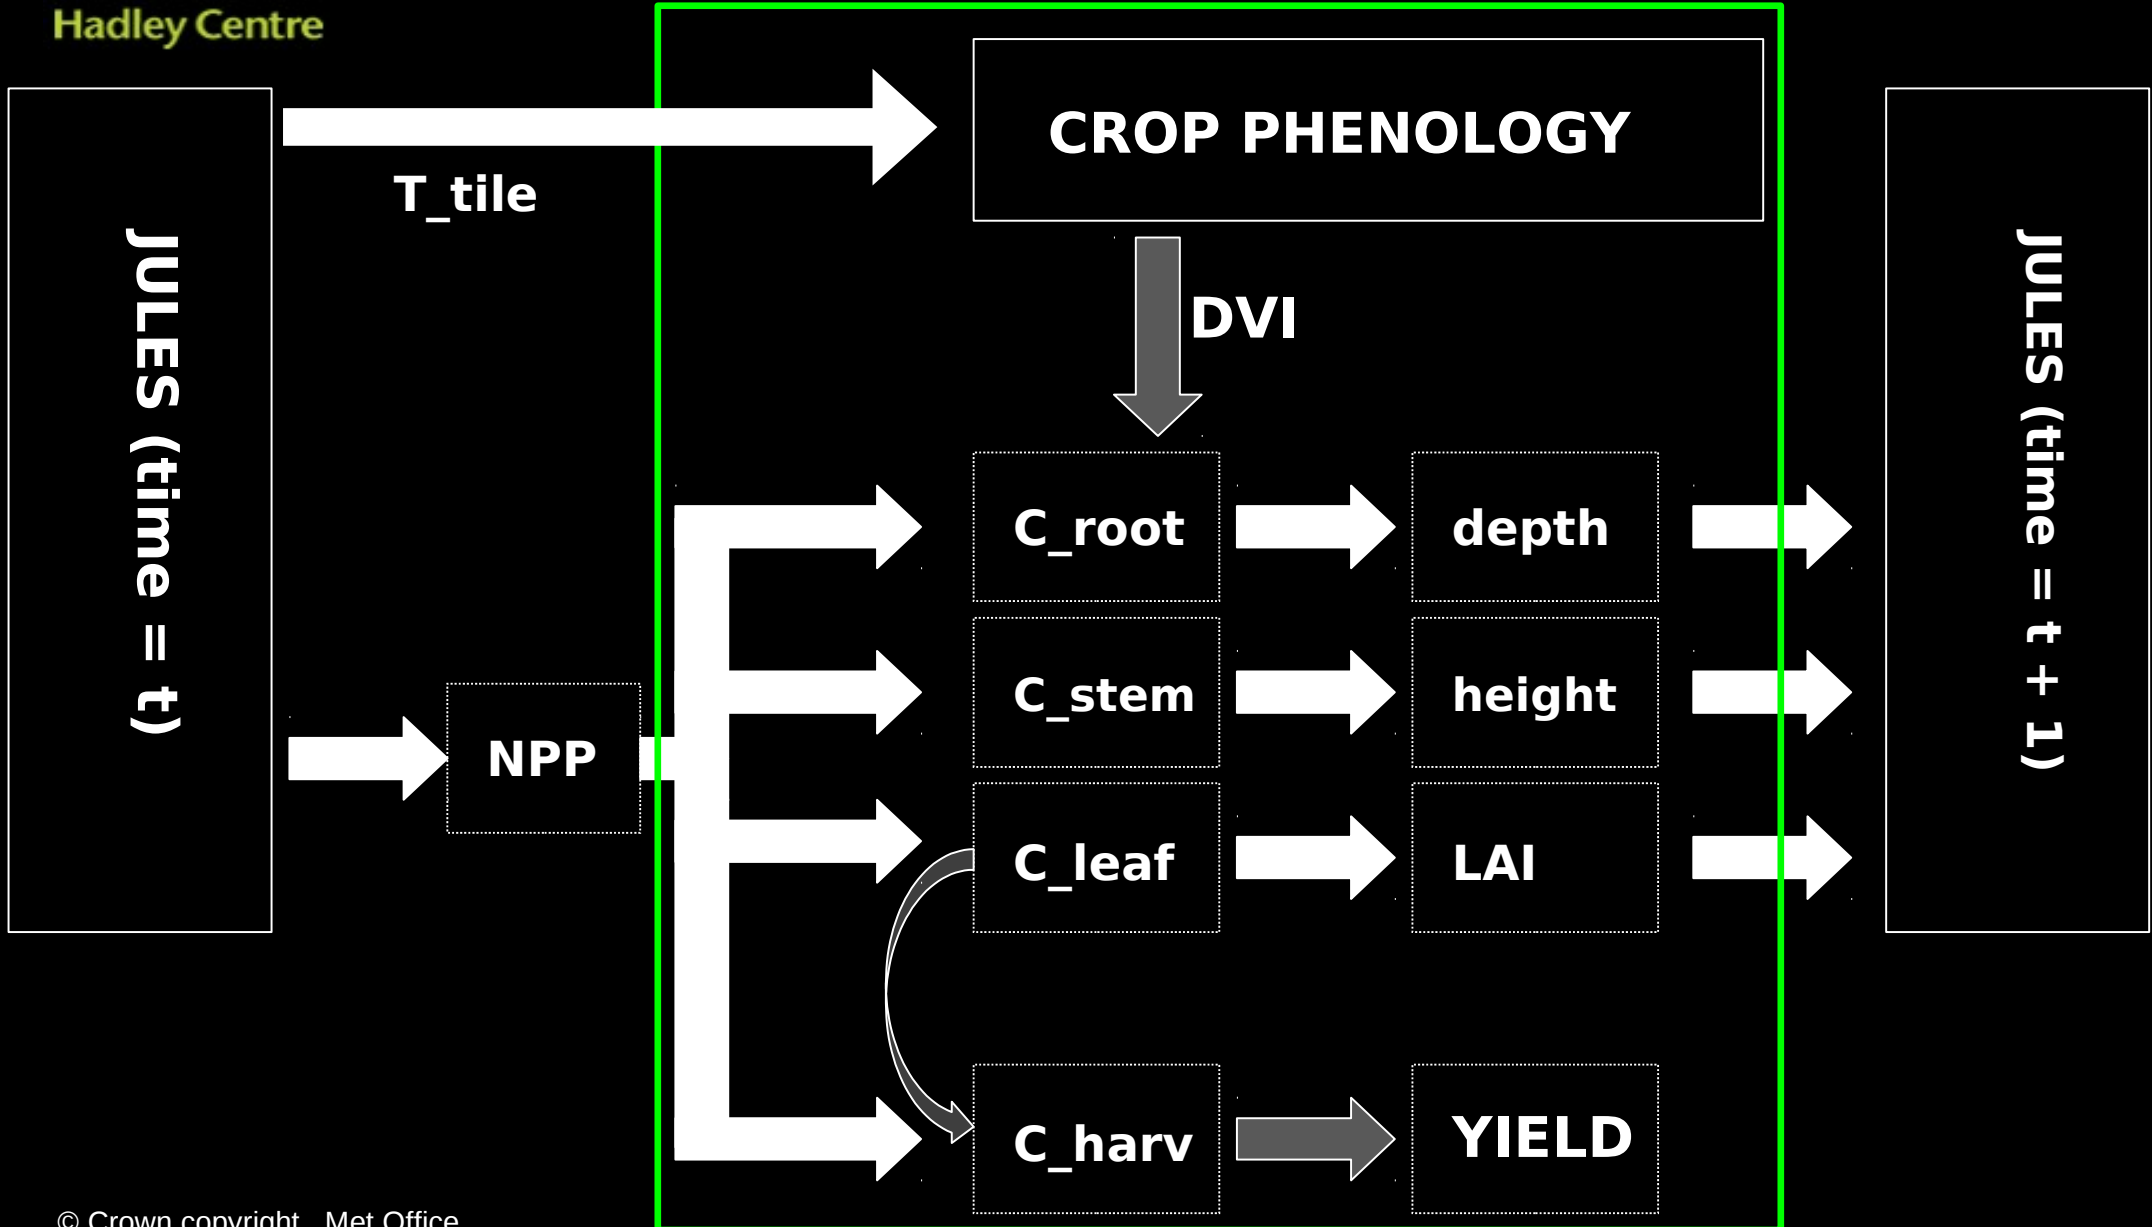 Hadley Centre
CROP PHENOLOGY
T_tile
JULES (time = t)
DVI
C_root
depth
C_stem
height
NPP
C_leaf
LAI
C_harv
YIELD
JULES (time = t + 1)
© Crown copyright   Met Office